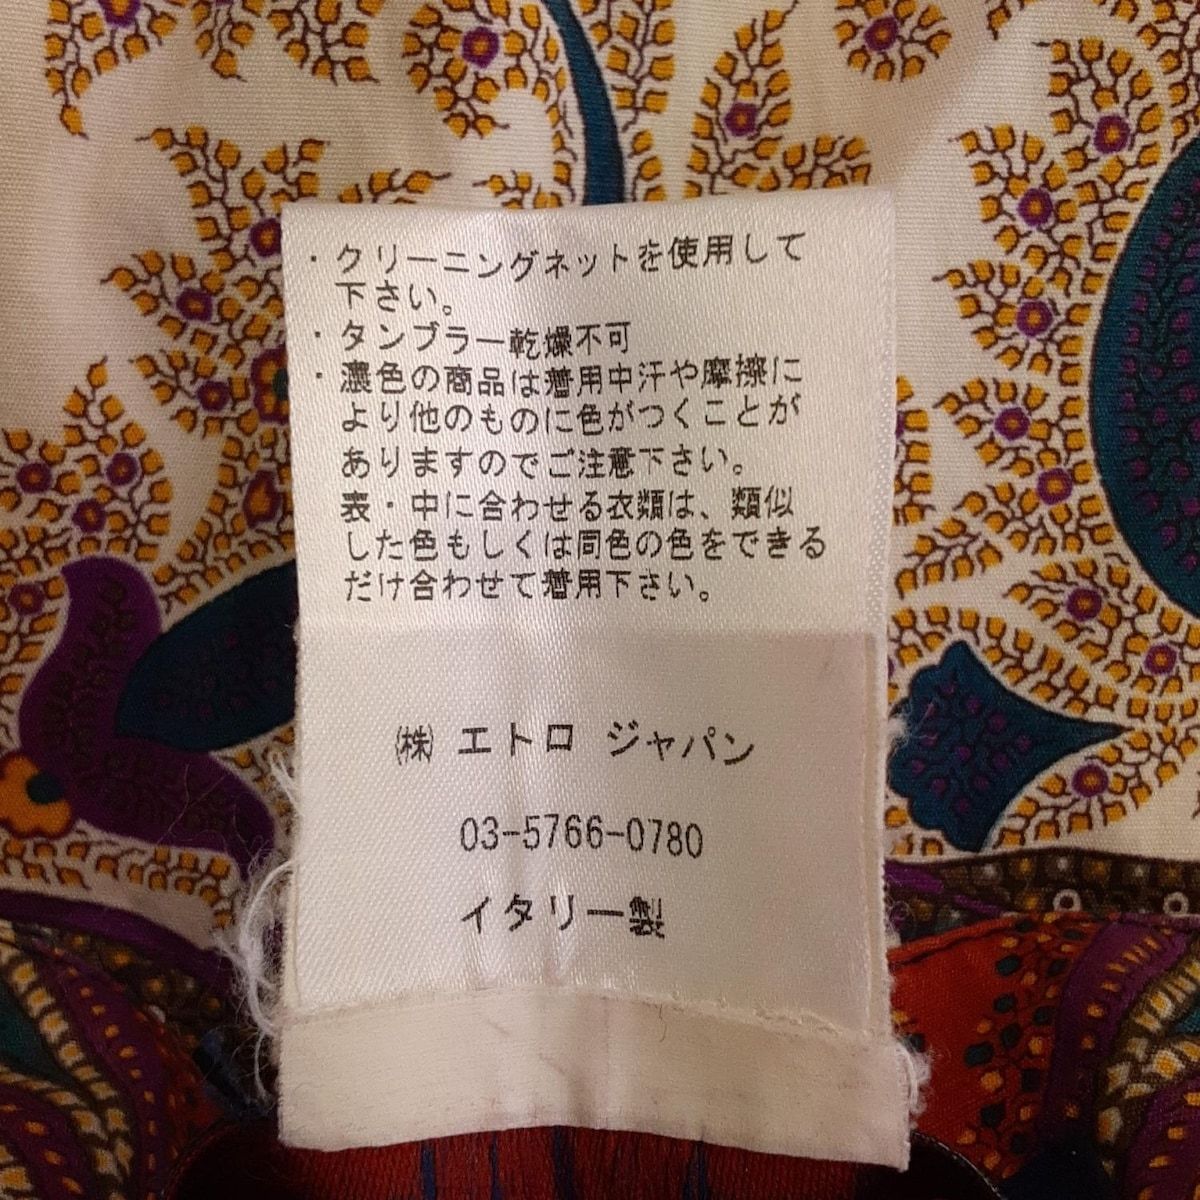 ・クリーニングネットを使用して
下さい。
・タンブラー乾燥不可
・濃色の商品は着用中汗や摩擦に
より他のものに色がつくことが
ありますのでご注意下さい。
表・中に合わせる衣類は、類似
した色もしくは同色の色をできる
だけ合わせて着用下さい。
(株) エトロ ジャパン
03-5766-0780
イタリー製